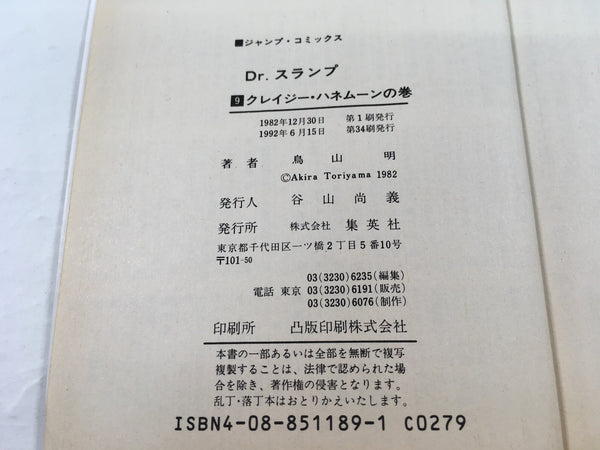 ■ジャンプ・コミックス
Dr. スランプ
9 クレイジー・ハネムーンの巻
1982年12月30日 第1刷発行
1992年6月15日 第34刷発行
著者 鳥山明
©Akira Toriyama 1982
発行人 谷山尚義
発行所 株式会社 集英社
東京都千代田区一ツ橋2丁目5番10号
〒101-50
03(3230)6235(編集)
電話 東京 03(3230)6191(販売)
03(3230)6076(制作)
印刷所 凸版印刷株式会社
本書の一部あるいは全部を無断で複写
複製することは、法律で認められた場
合を除き、著作権の侵害となります。
乱丁・落丁本はおとりかえいたします。
ISBN4-08-851189-1 C0279